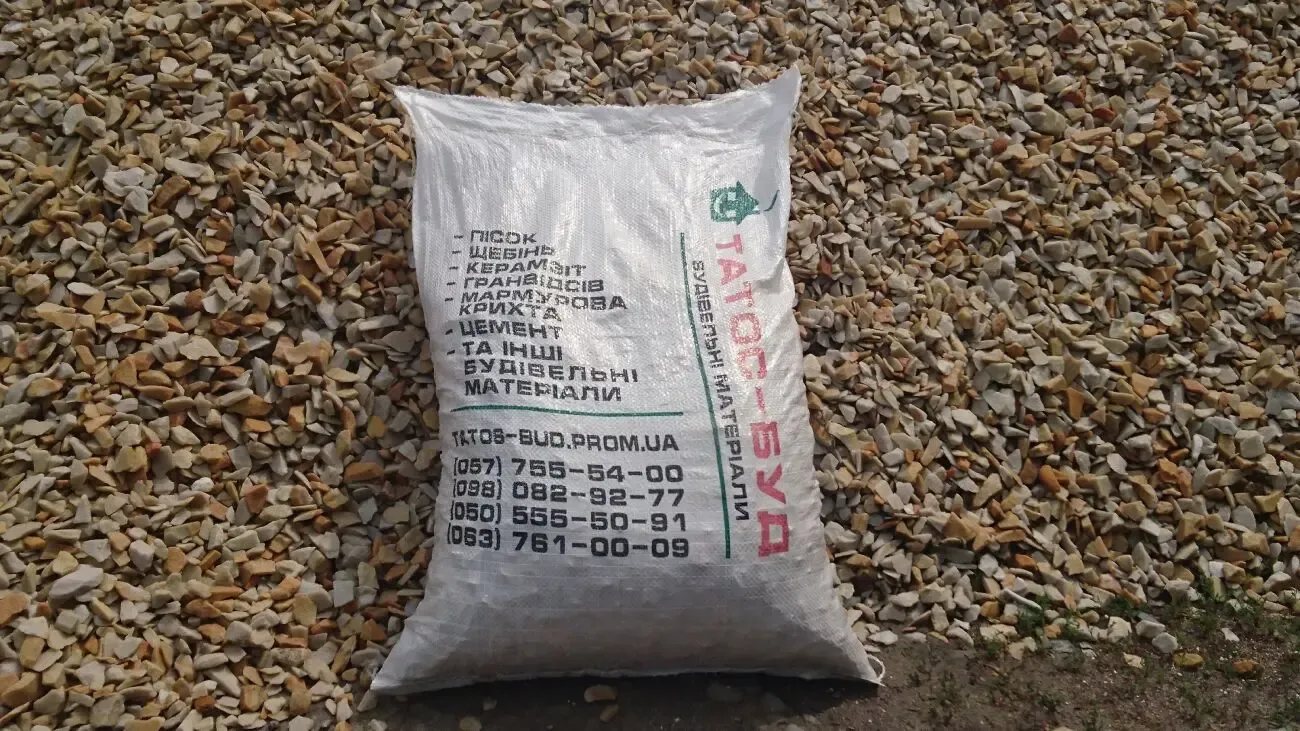 - ПІСОК
- ЩЕБІНЬ
- КЕРАМЗІТ
- ГРАНВІДСІВ
- МАРМУРОВА
КРИХТА
- ЦЕМЕНТ
- ТА ІНШІ
БУДІВЕЛЬНІ
МАТЕРІАЛИ
TATOS-BUD.PROM.UA
(057) 755-54-00
(098) 082-92-77
(050) 555-50-91
(063) 761-00-09
ТАТОС-БУД
БУДІВЕЛЬНІ МАТЕРІАЛИ